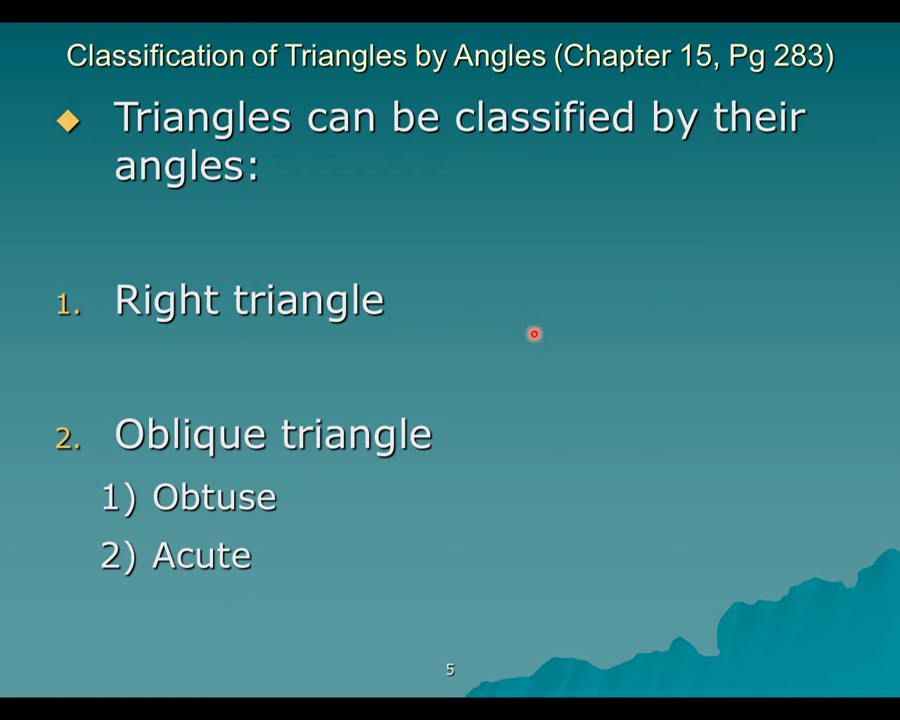 Classification of Triangles by Angles (Chapter 15, Pg 283)
Triangles can be classified by their
angles:
1. Right triangle
2. Oblique triangle
1) Obtuse
2) Acute
5